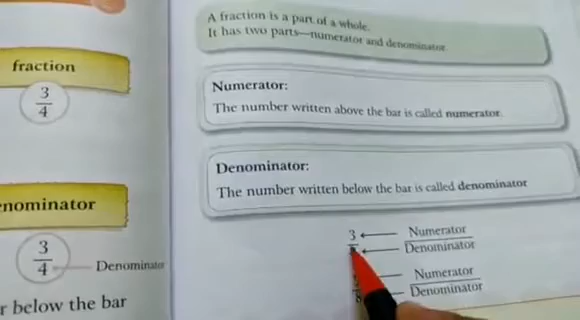 A fraction is a part of a whole.
It has two parts—numerator and denominator
fraction
3
4
Numerator:
The number written above the bar is called numerator.
Denominator:
The number written below the bar is called denominator
nominator
3
4
Denominator
r below the bar
3
Numerator
Denominator
Numerator
Denominator